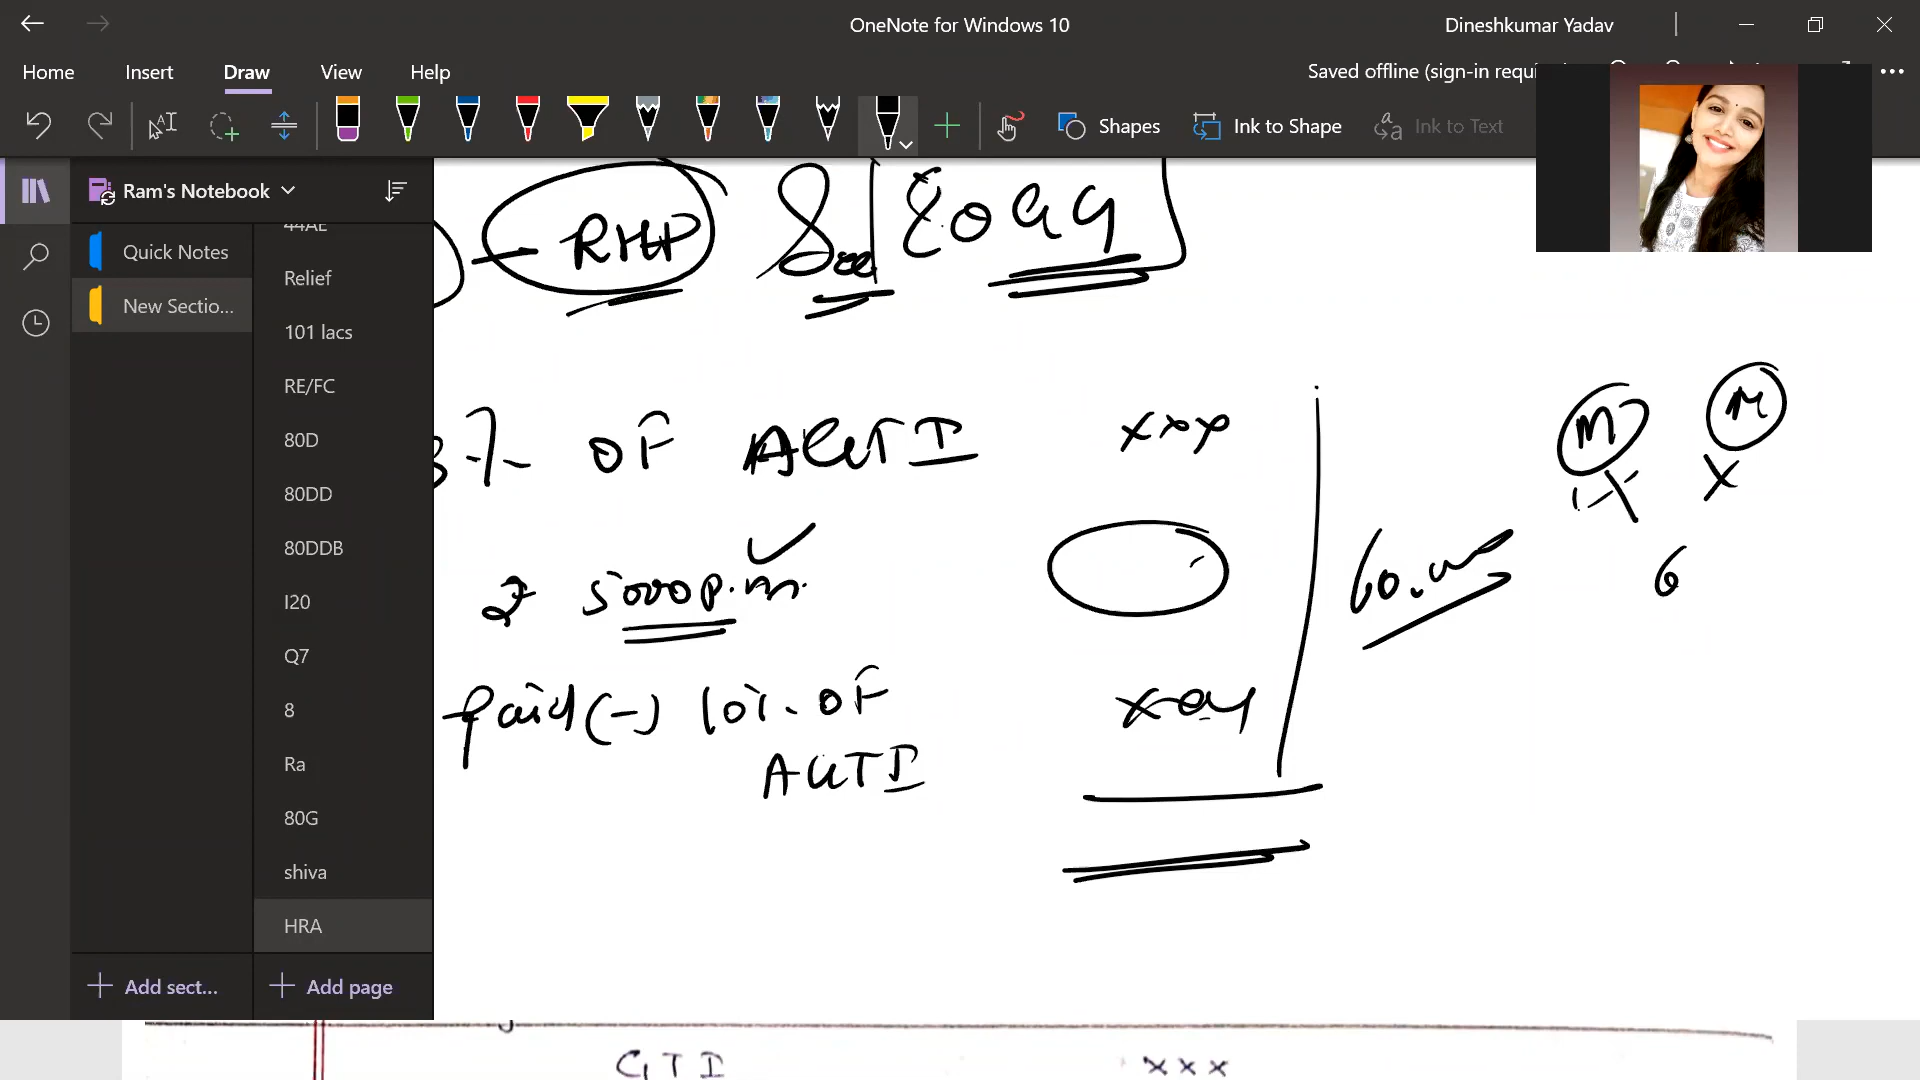 OneNote for Windows 10
Dineshkumar Yadav
Home Insert Draw View Help
Saved offline (sign-in requi
Shapes Ink to Shape Ink to Text
Ram's Notebook
Quick Notes
New Sectio...
44AE
Relief
101 lacs
RE/FC
80D
80DD
80DDB
I20
Q7
8
Ra
80G
shiva
HRA
Add sect... Add page
RHP 80GG
3% OF AGTI xxx
5000 p.m.
60,000
M M
x x
6
paid (-) 10%. OF
AGTI
GTI xxx